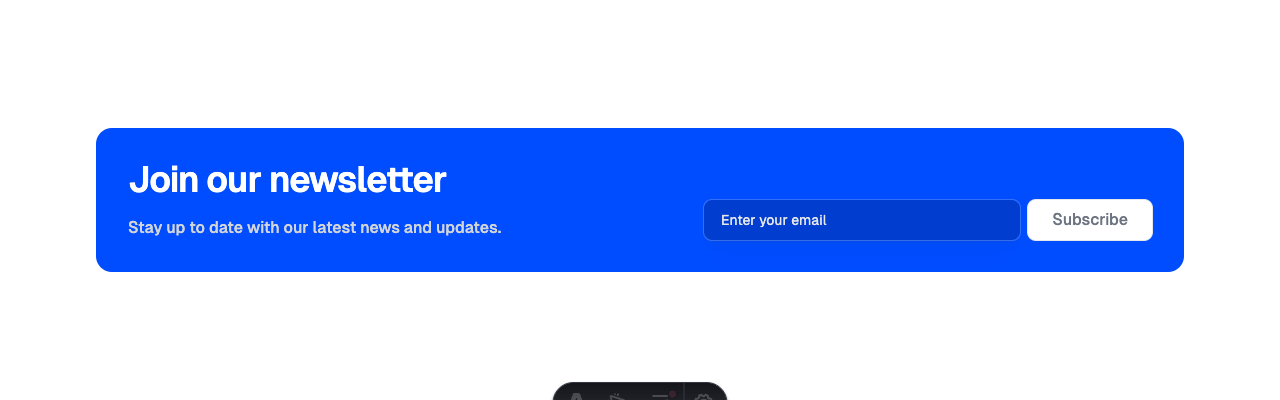 Join our newsletter
Stay up to date with our latest news and updates.
Enter your email
Subscribe